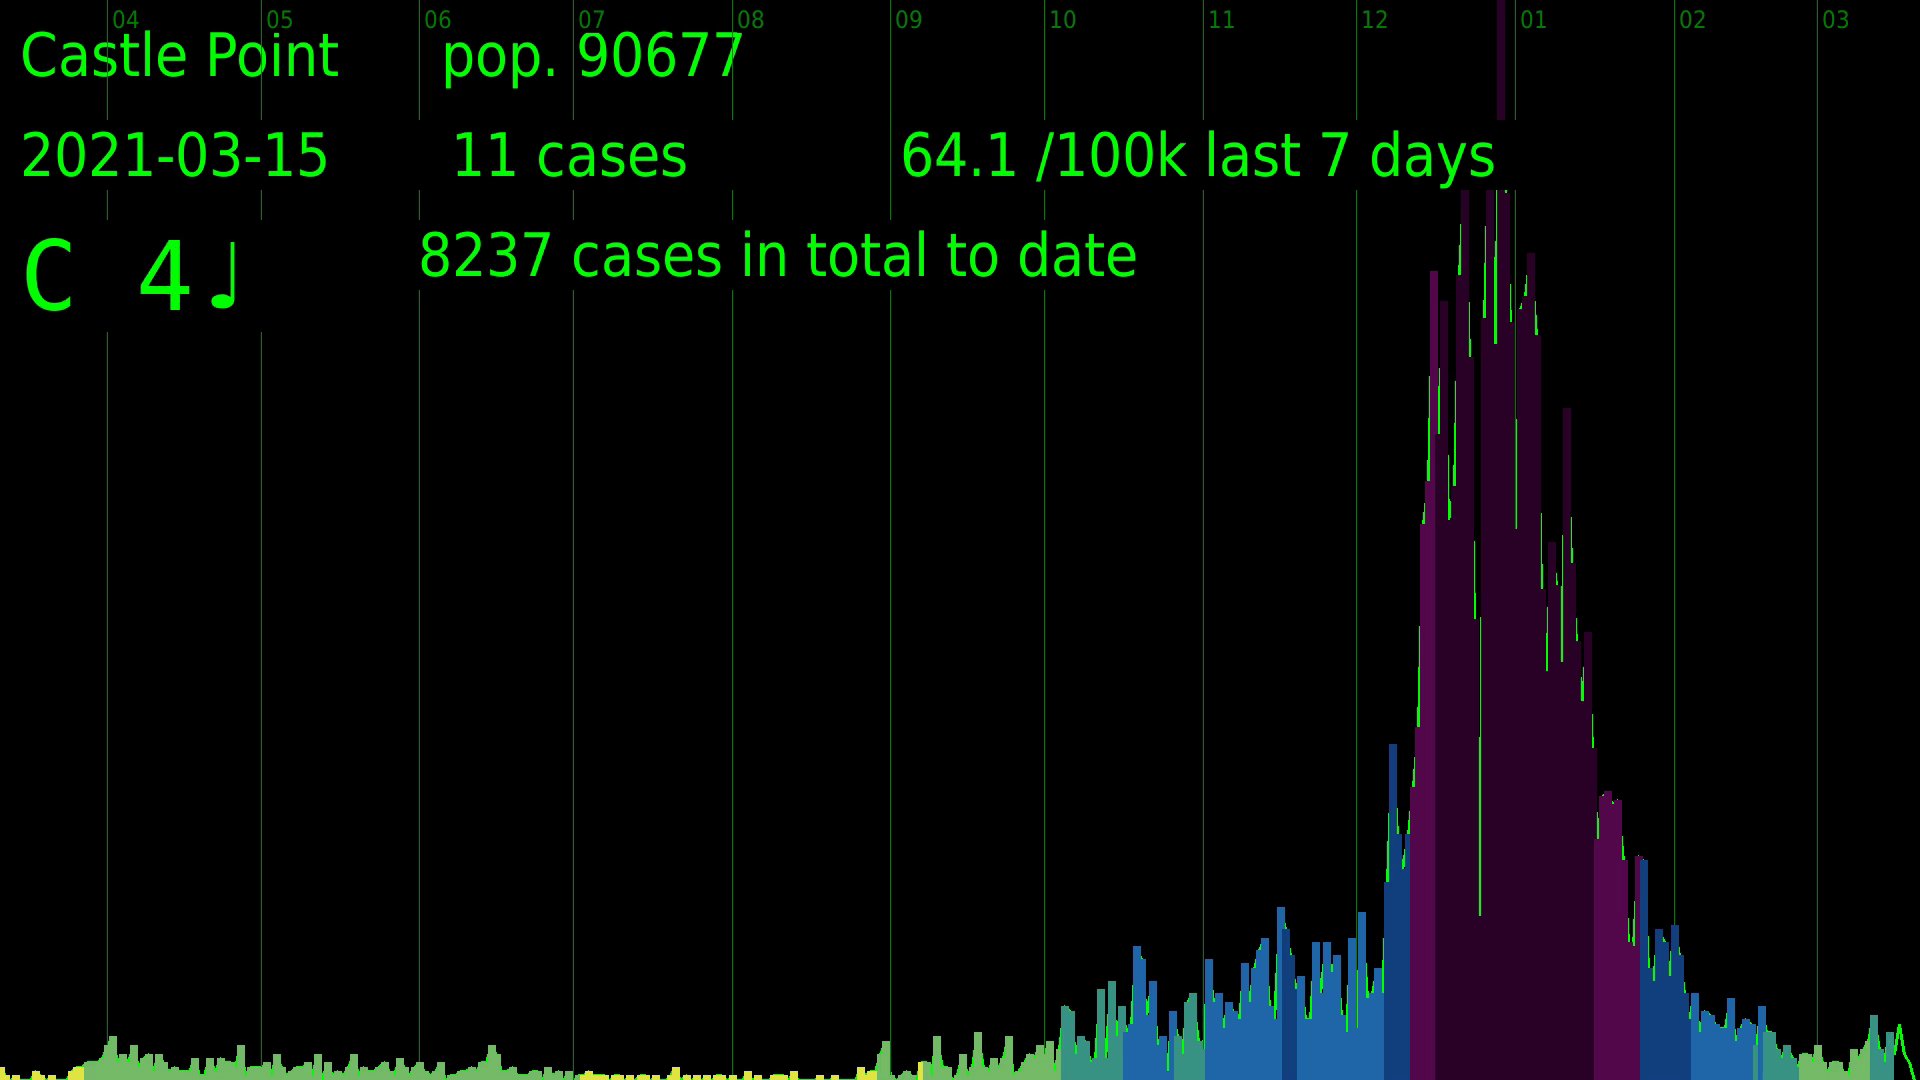 04 05 06 07 08 09 10 11 12 01 02 03
Castle Point pop. 90677
2021-03-15 11 cases 64.1 /100k last 7 days
C 4♩ 8237 cases in total to date